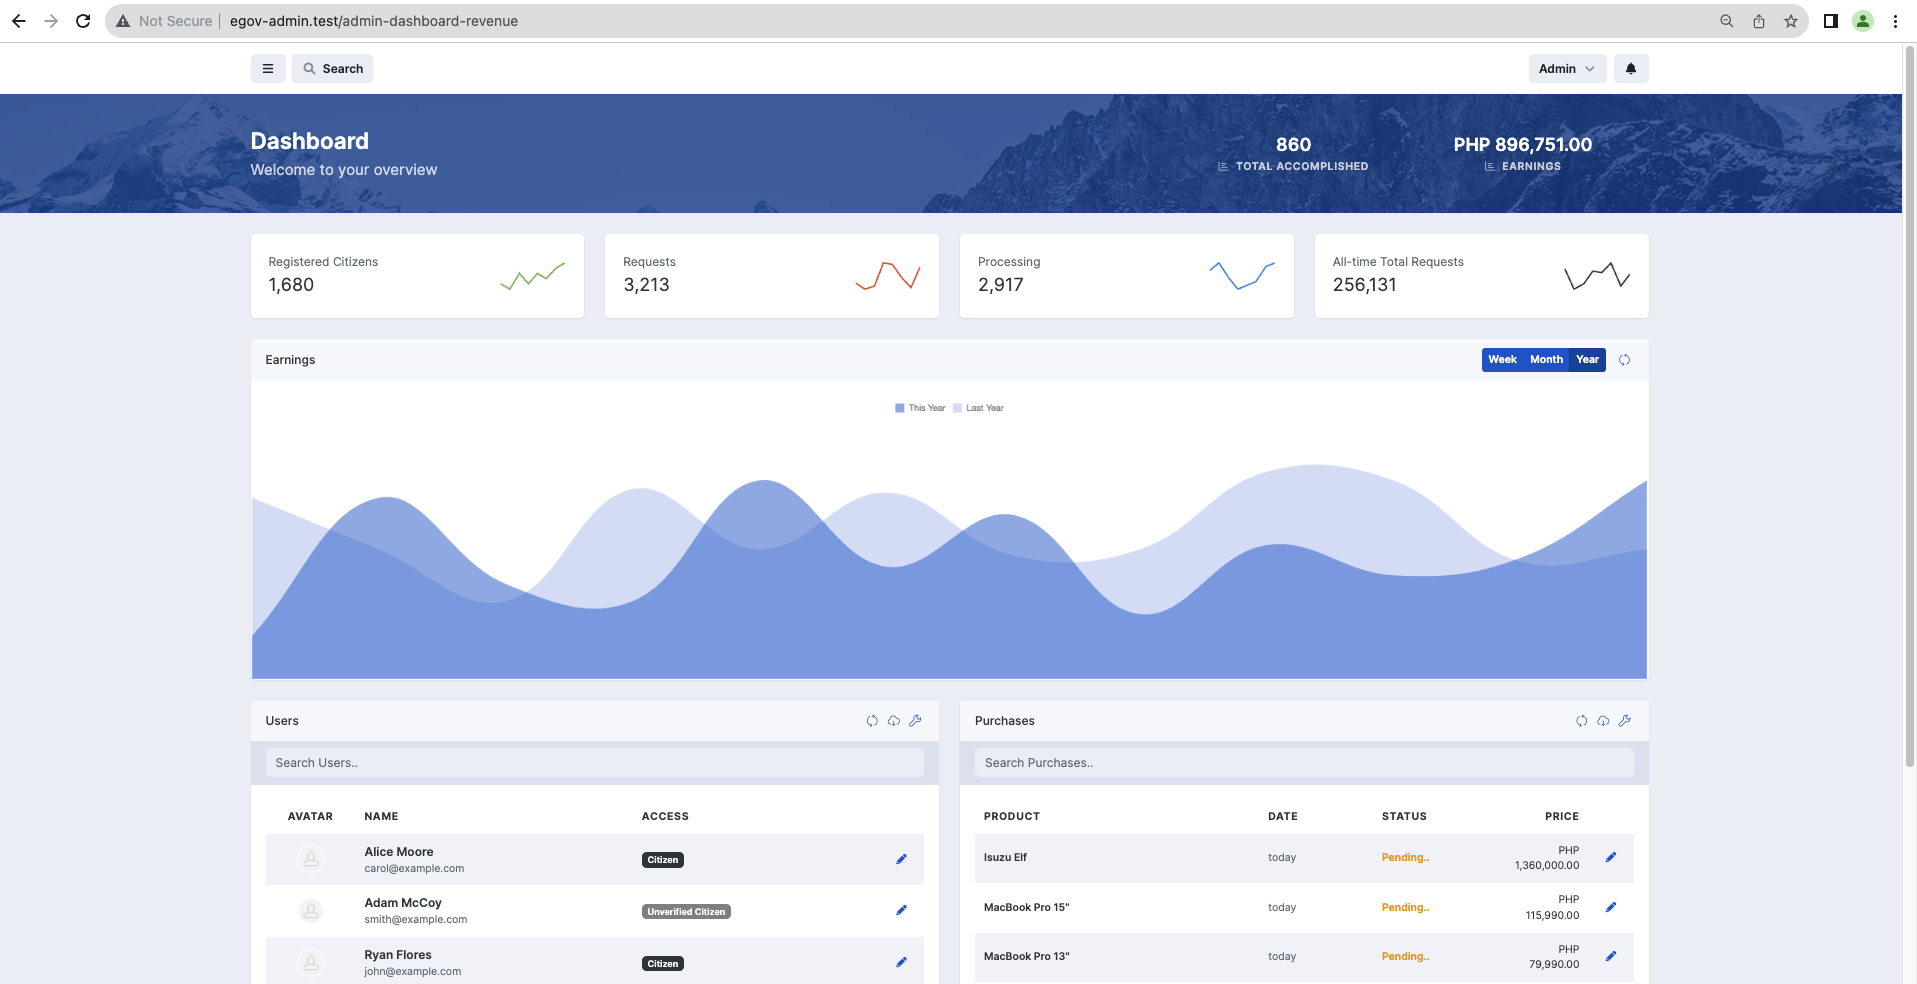 Not Secure
egov-admin.test/admin-dashboard-revenue
Search
Admin
Dashboard
Welcome to your overview
860
TOTAL ACCOMPLISHED
PHP 896,751.00
EARNINGS
Registered Citizens
1,680
Requests
3,213
Processing
2,917
All-time Total Requests
256,131
Earnings
Week Month Year
This Year Last Year
Users
Search Users..
AVATAR NAME ACCESS
Alice Moore
carol@example.com
Citizen
Adam McCoy
smith@example.com
Unverified Citizen
Ryan Flores
john@example.com
Citizen
Purchases
Search Purchases..
PRODUCT DATE STATUS PRICE
Isuzu Elf today Pending.. PHP
1,360,000.00
MacBook Pro 15" today Pending.. PHP
115,990.00
MacBook Pro 13" today Pending.. PHP
79,990.00